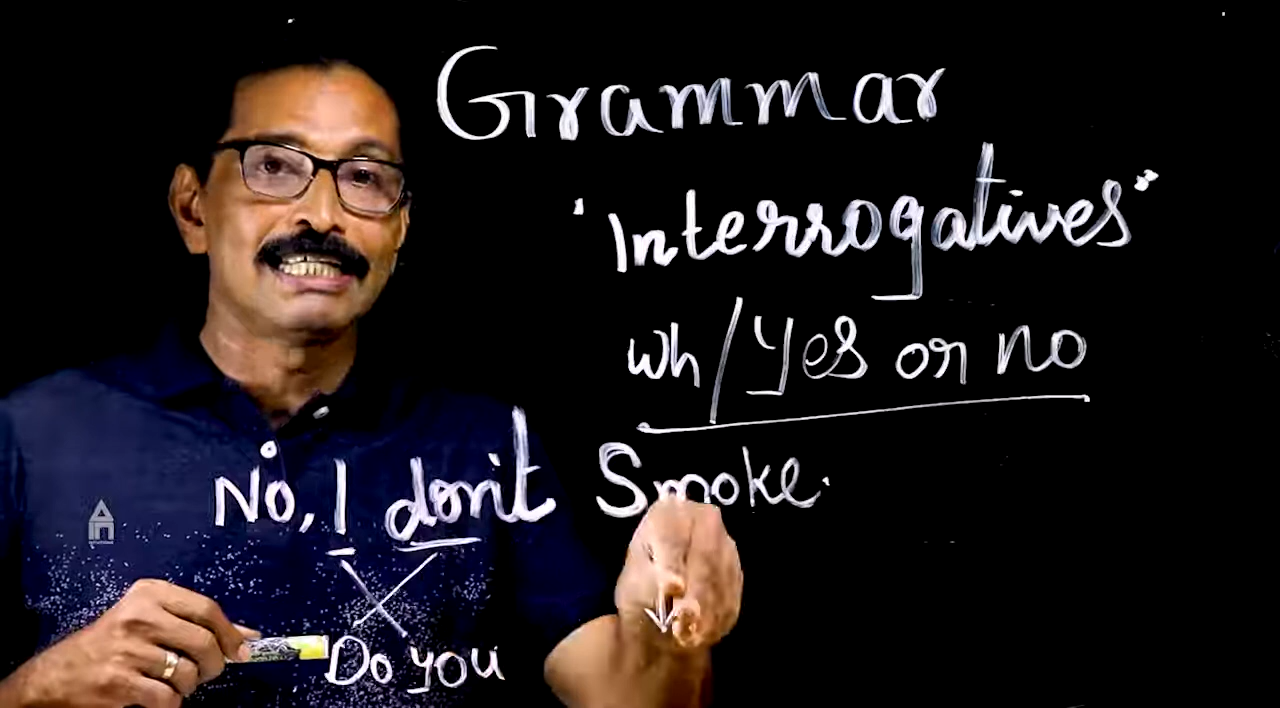 Grammar
'Interrogatives"
Wh/Yes or no
No, I don't Smoke.
Do you